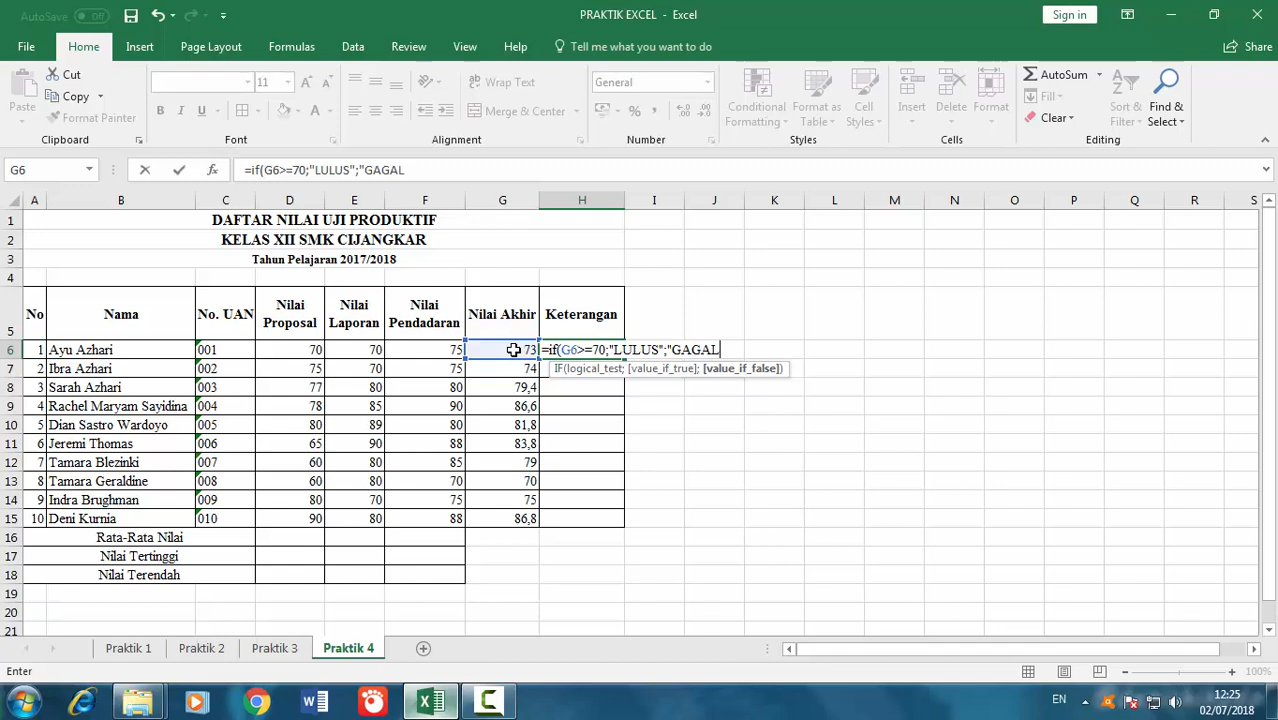 AutoSave Off
PRAKTIK EXCEL - Excel
Sign in
File Home Insert Page Layout Formulas Data Review View Help Tell me what you want to do Share
Paste
Cut
Copy
Format Painter
Clipboard
11
Font
Wrap Text
Merge & Center
Alignment
General
Number
Conditional Formatting
Format as Table
Cell Styles
Styles
Insert
Delete
Format
Cells
AutoSum
Fill
Clear
Sort & Filter
Find & Select
Editing
G6 =if(G6>=70;"LULUS";"GAGAL
A B C D E F G H I J K L M N O P Q R S
1 DAFTAR NILAI UJI PRODUKTIF
2 KELAS XII SMK CIJANGKAR
3 Tahun Pelajaran 2017/2018
4
5 No Nama No. UAN Nilai Proposal Nilai Laporan Nilai Pendadaran Nilai Akhir Keterangan
6 1 Ayu Azhari 001 70 70 75 73 =if(G6>=70;"LULUS";"GAGAL
IF(logical_test; [value_if_true]; [value_if_false])
7 2 Ibra Azhari 002 75 70 75 74
8 3 Sarah Azhari 003 77 80 80 79,4
9 4 Rachel Maryam Sayidina 004 78 85 90 86,6
10 5 Dian Sastro Wardoyo 005 80 89 80 81,8
11 6 Jeremi Thomas 006 65 90 88 83,8
12 7 Tamara Blezinki 007 60 80 85 79
13 8 Tamara Geraldine 008 60 80 70 70
14 9 Indra Brughman 009 80 70 75 75
15 10 Deni Kurnia 010 90 80 88 86,8
16 Rata-Rata Nilai
17 Nilai Tertinggi
18 Nilai Terendah
19
20
21
Praktik 1 Praktik 2 Praktik 3 Praktik 4
Enter
100%
EN
12:25
02/07/2018